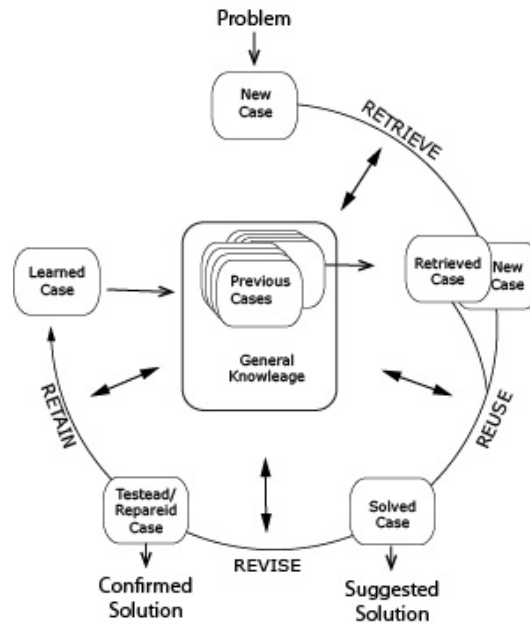 Problem
New
Case
RETRIEVE
Learned
Case
Previous
Cases
General
Knowleage
Retrieved
Case
New
Case
RETAIN
REUSE
Testead/
Repareid
Case
Solved
Case
REVISE
Confirmed
Solution
Suggested
Solution